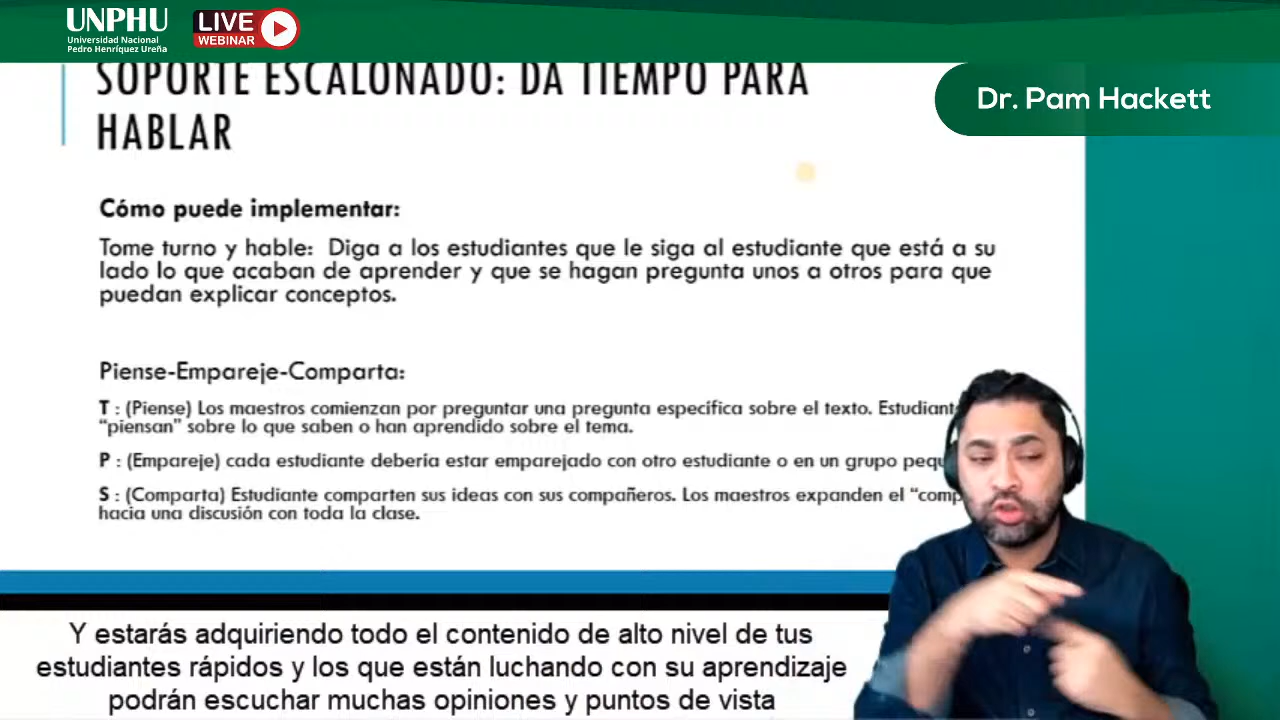 UNPHU
Universidad Nacional
Pedro Henríquez Ureña
LIVE
WEBINAR
Dr. Pam Hackett
SOPORTE ESCALONADO: DA TIEMPO PARA
HABLAR
Cómo puede implementar:
Tome turno y hable: Diga a los estudiantes que le siga al estudiante que está a su
lado lo que acaban de aprender y que se hagan pregunta unos a otros para que
puedan explicar conceptos.
Piense-Empareje-Comparta:
T : (Piense) Los maestros comienzan por preguntar una pregunta específica sobre el texto.
“piensan” sobre lo que saben o han aprendido sobre el tema.
P : (Empareje) cada estudiante debería estar emparejado con otro estudiante o en un grupo
S : (Comparta) Estudiante comparten sus ideas con sus compañeros. Los maestros expanden el
hacia una discusión con toda la clase.
Y estarás adquiriendo todo el contenido de alto nivel de tus
estudiantes rápidos y los que están luchando con su aprendizaje
podrán escuchar muchas opiniones y puntos de vista